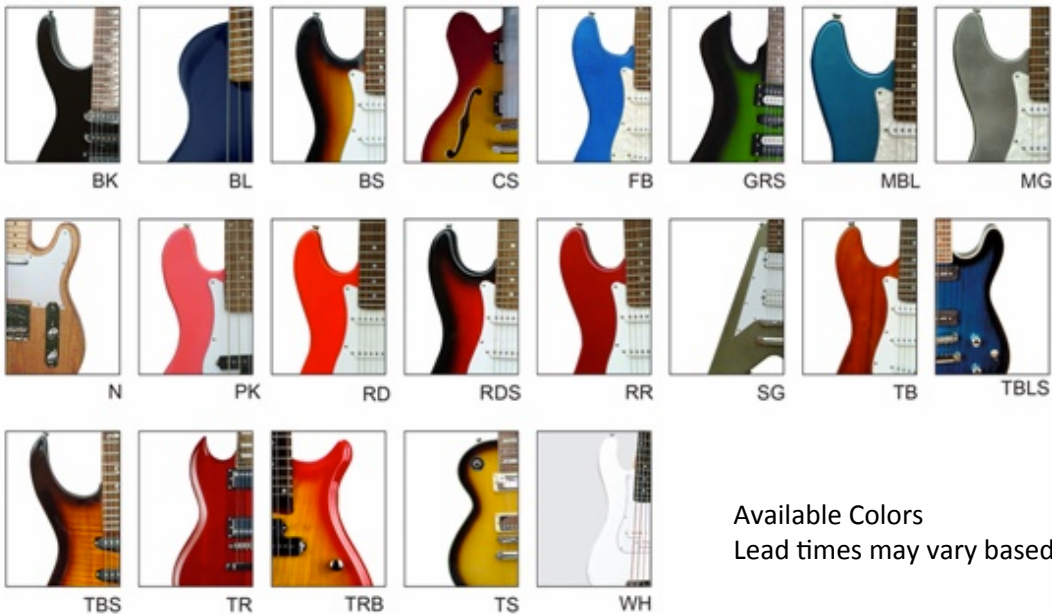 BK BL BS CS FB GRS MBL MG
N PK RD RDS RR SG TB TBLS
TBS TR TRB TS WH
Available Colors
Lead times may vary based